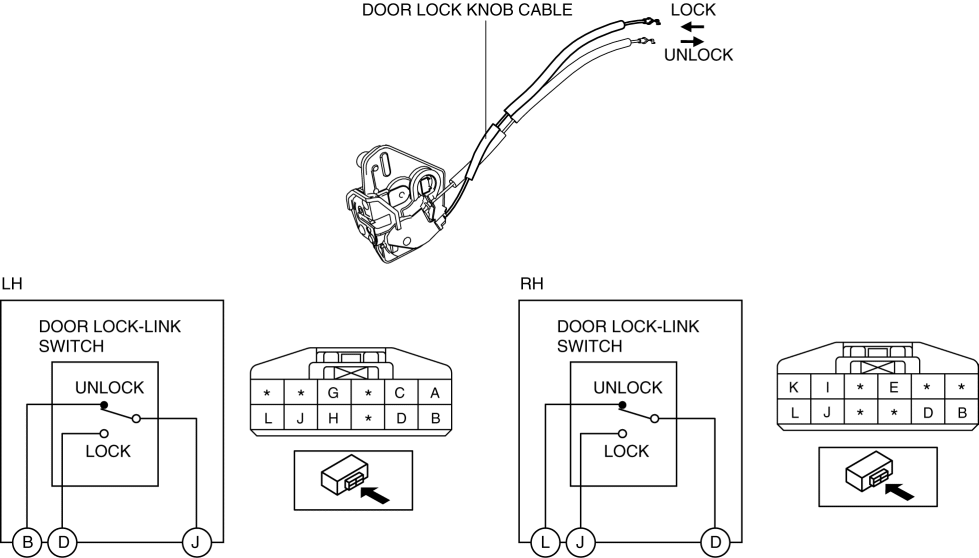 DOOR LOCK KNOB CABLE
LOCK
UNLOCK
LH
DOOR LOCK-LINK
SWITCH
UNLOCK
LOCK
B D J
* * G * C A
L J H * D B
RH
DOOR LOCK-LINK
SWITCH
UNLOCK
LOCK
L J D
K I * E * *
L J * * D B